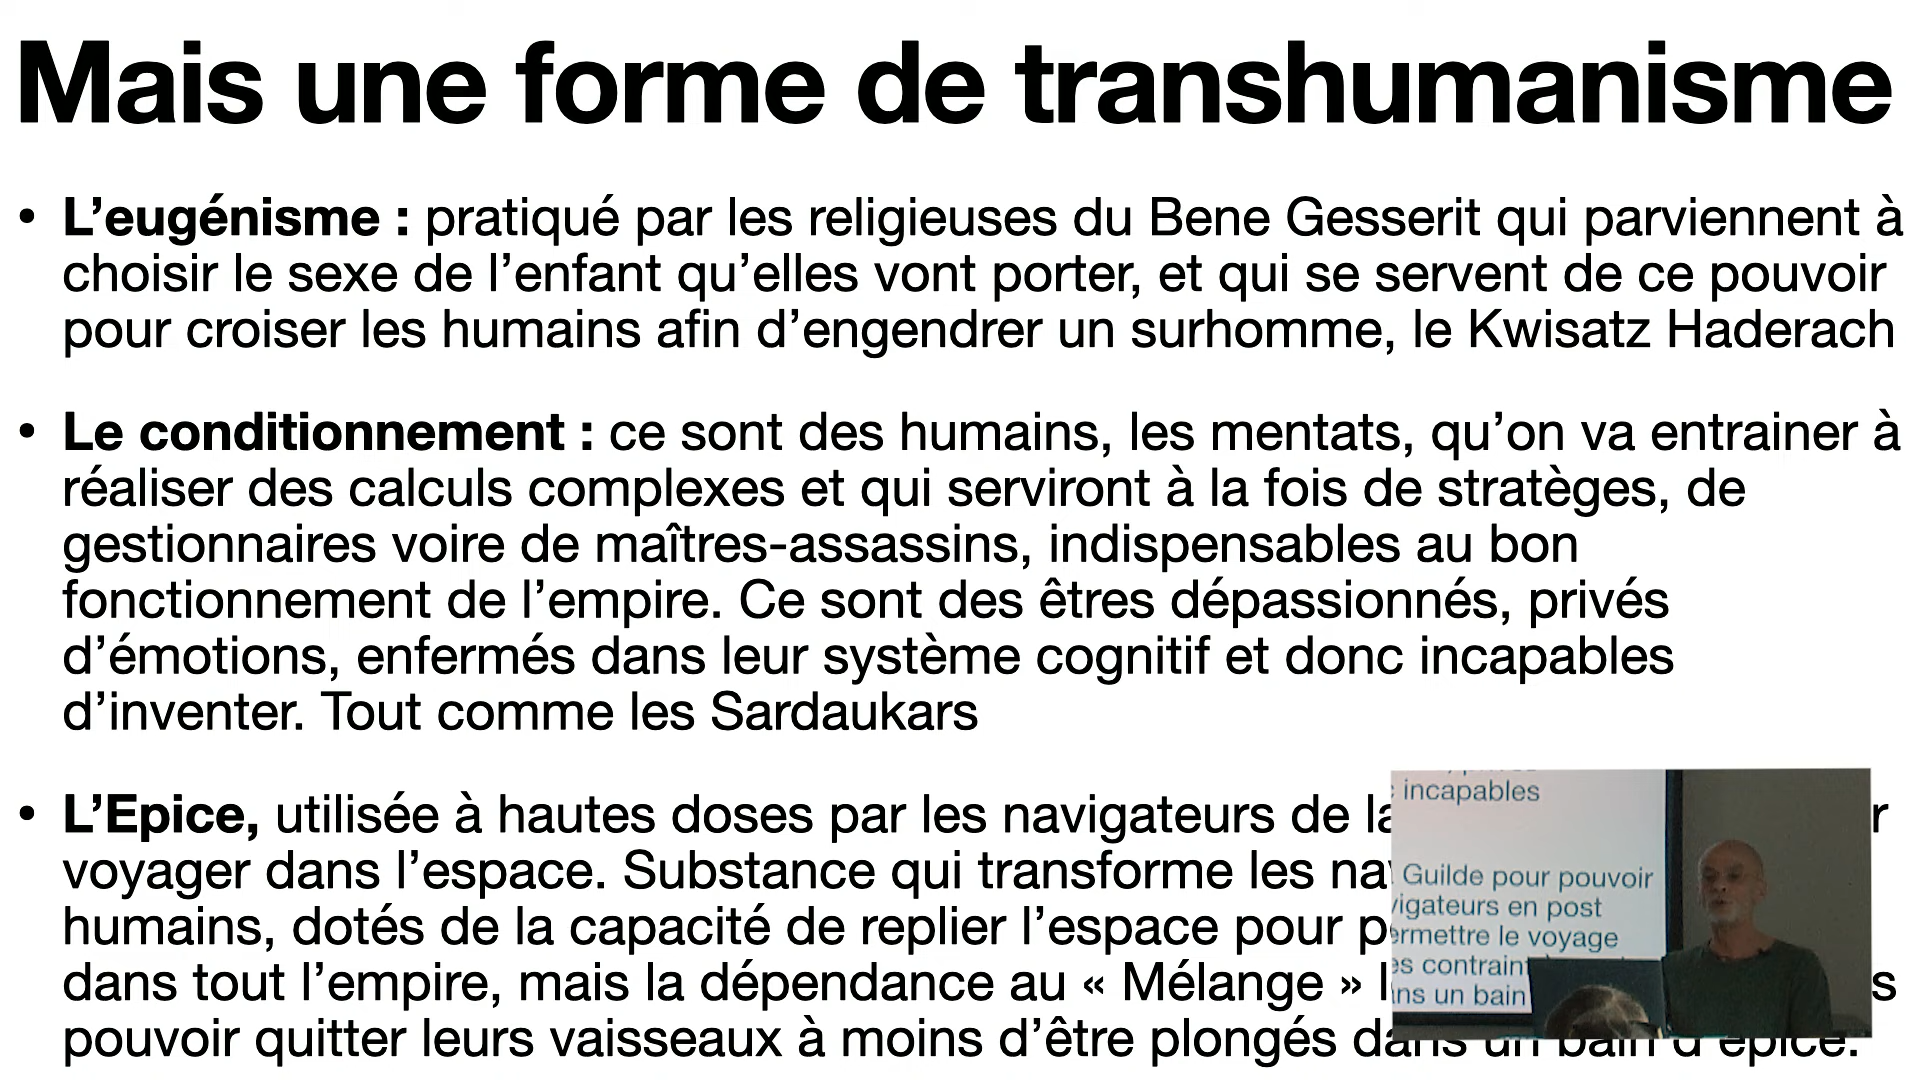 Mais une forme de transhumanisme
• L’eugénisme : pratiqué par les religieuses du Bene Gesserit qui parviennent à
choisir le sexe de l’enfant qu’elles vont porter, et qui se servent de ce pouvoir
pour croiser les humains afin d’engendrer un surhomme, le Kwisatz Haderach
• Le conditionnement : ce sont des humains, les mentats, qu’on va entrainer à
réaliser des calculs complexes et qui serviront à la fois de stratèges, de
gestionnaires voire de maîtres-assassins, indispensables au bon
fonctionnement de l’empire. Ce sont des êtres dépassionnés, privés
d’émotions, enfermés dans leur système cognitif et donc incapables
d’inventer. Tout comme les Sardaukars
• L’Epice, utilisée à hautes doses par les navigateurs de
voyager dans l’espace. Substance qui transforme les
humains, dotés de la capacité de replier l’espace pour
dans tout l’empire, mais la dépendance au « Mélange »
pouvoir quitter leurs vaisseaux à moins d’être plongés dans un bain d’épice.
incapables
Guilde pour pouvoir
vigateurs en post
ermettre le voyage
es contraint
ns un bain